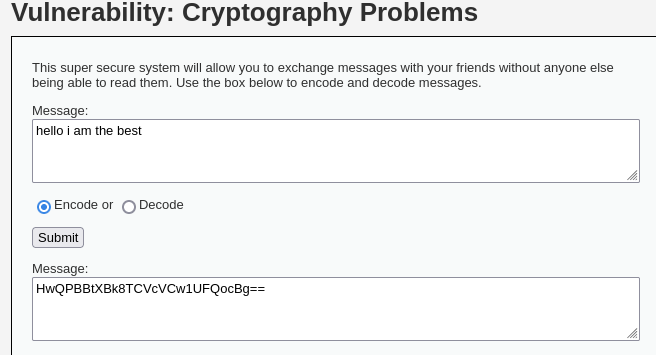 Vulnerability: Cryptography Problems
This super secure system will allow you to exchange messages with your friends without anyone else
being able to read them. Use the box below to encode and decode messages.
Message:
hello i am the best
Encode or Decode
Submit
Message:
HwQPBBtXBk8TCVcVCw1UFQocBg==